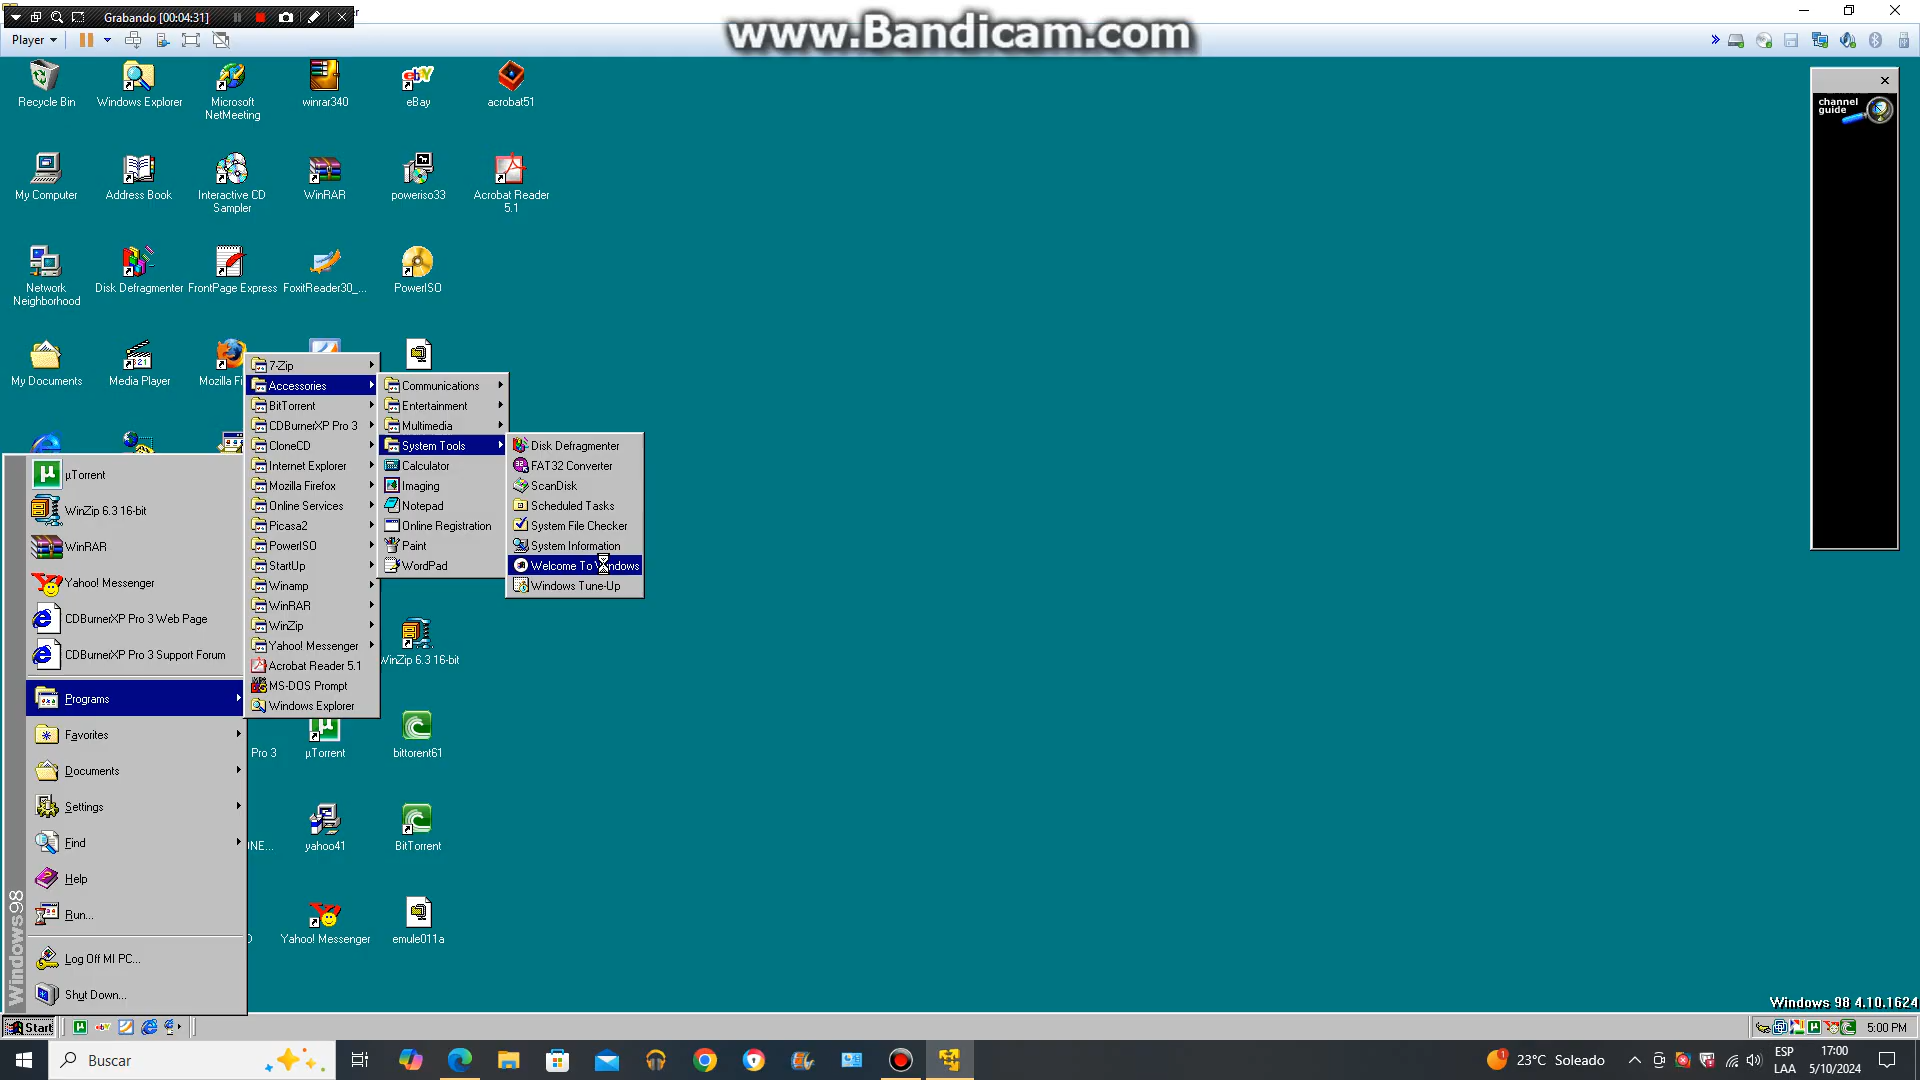 Grabando [00:04:31]
www.Bandicam.com
Player
Recycle Bin
Windows Explorer
Microsoft
NetMeeting
winrar340
eBay
acrobat51
channel
guide
My Computer
Address Book
Interactive CD
Sampler
WinRAR
poweriso33
Acrobat Reader
5.1
Network
Neighborhood
Disk Defragmenter
FrontPage Express
FoxitReader30_...
PowerISO
My Documents
Media Player
Mozilla Fi
7-Zip
Accessories
BitTorrent
CDBurnerXP Pro 3
CloneCD
Internet Explorer
Mozilla Firefox
Online Services
Picasa2
PowerISO
StartUp
Winamp
WinRAR
WinZip
Yahoo! Messenger
Acrobat Reader 5.1
MS-DOS Prompt
Windows Explorer
Communications
Entertainment
Multimedia
System Tools
Calculator
Imaging
Notepad
Online Registration
Paint
WordPad
Disk Defragmenter
FAT32 Converter
ScanDisk
Scheduled Tasks
System File Checker
System Information
Welcome To Windows
Windows Tune-Up
µTorrent
WinZip 6.3 16-bit
WinRAR
Yahoo! Messenger
CDBurnerXP Pro 3 Web Page
CDBurnerXP Pro 3 Support Forum
Programs
Favorites
Documents
Settings
Find
Help
Run...
Log Off MI PC...
Shut Down...
Windows98
WinZip 6.3 16-bit
Pro 3
µTorrent
bittorent61
NE...
yahoo41
BitTorrent
Yahoo! Messenger
emule011a
Windows 98 4.10.1624
Start
5:00 PM
Buscar
23°C Soleado
ESP
LAA
17:00
5/10/2024